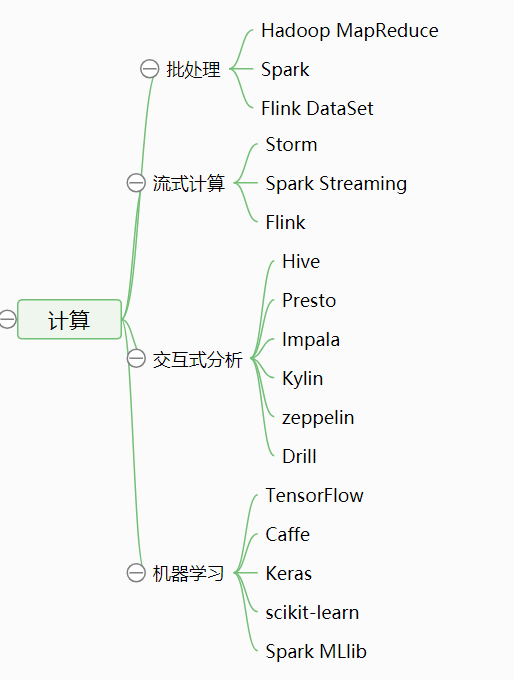 计算
批处理
Hadoop MapReduce
Spark
Flink DataSet
流式计算
Storm
Spark Streaming
Flink
交互式分析
Hive
Presto
Impala
Kylin
zeppelin
Drill
机器学习
TensorFlow
Caffe
Keras
scikit-learn
Spark MLlib